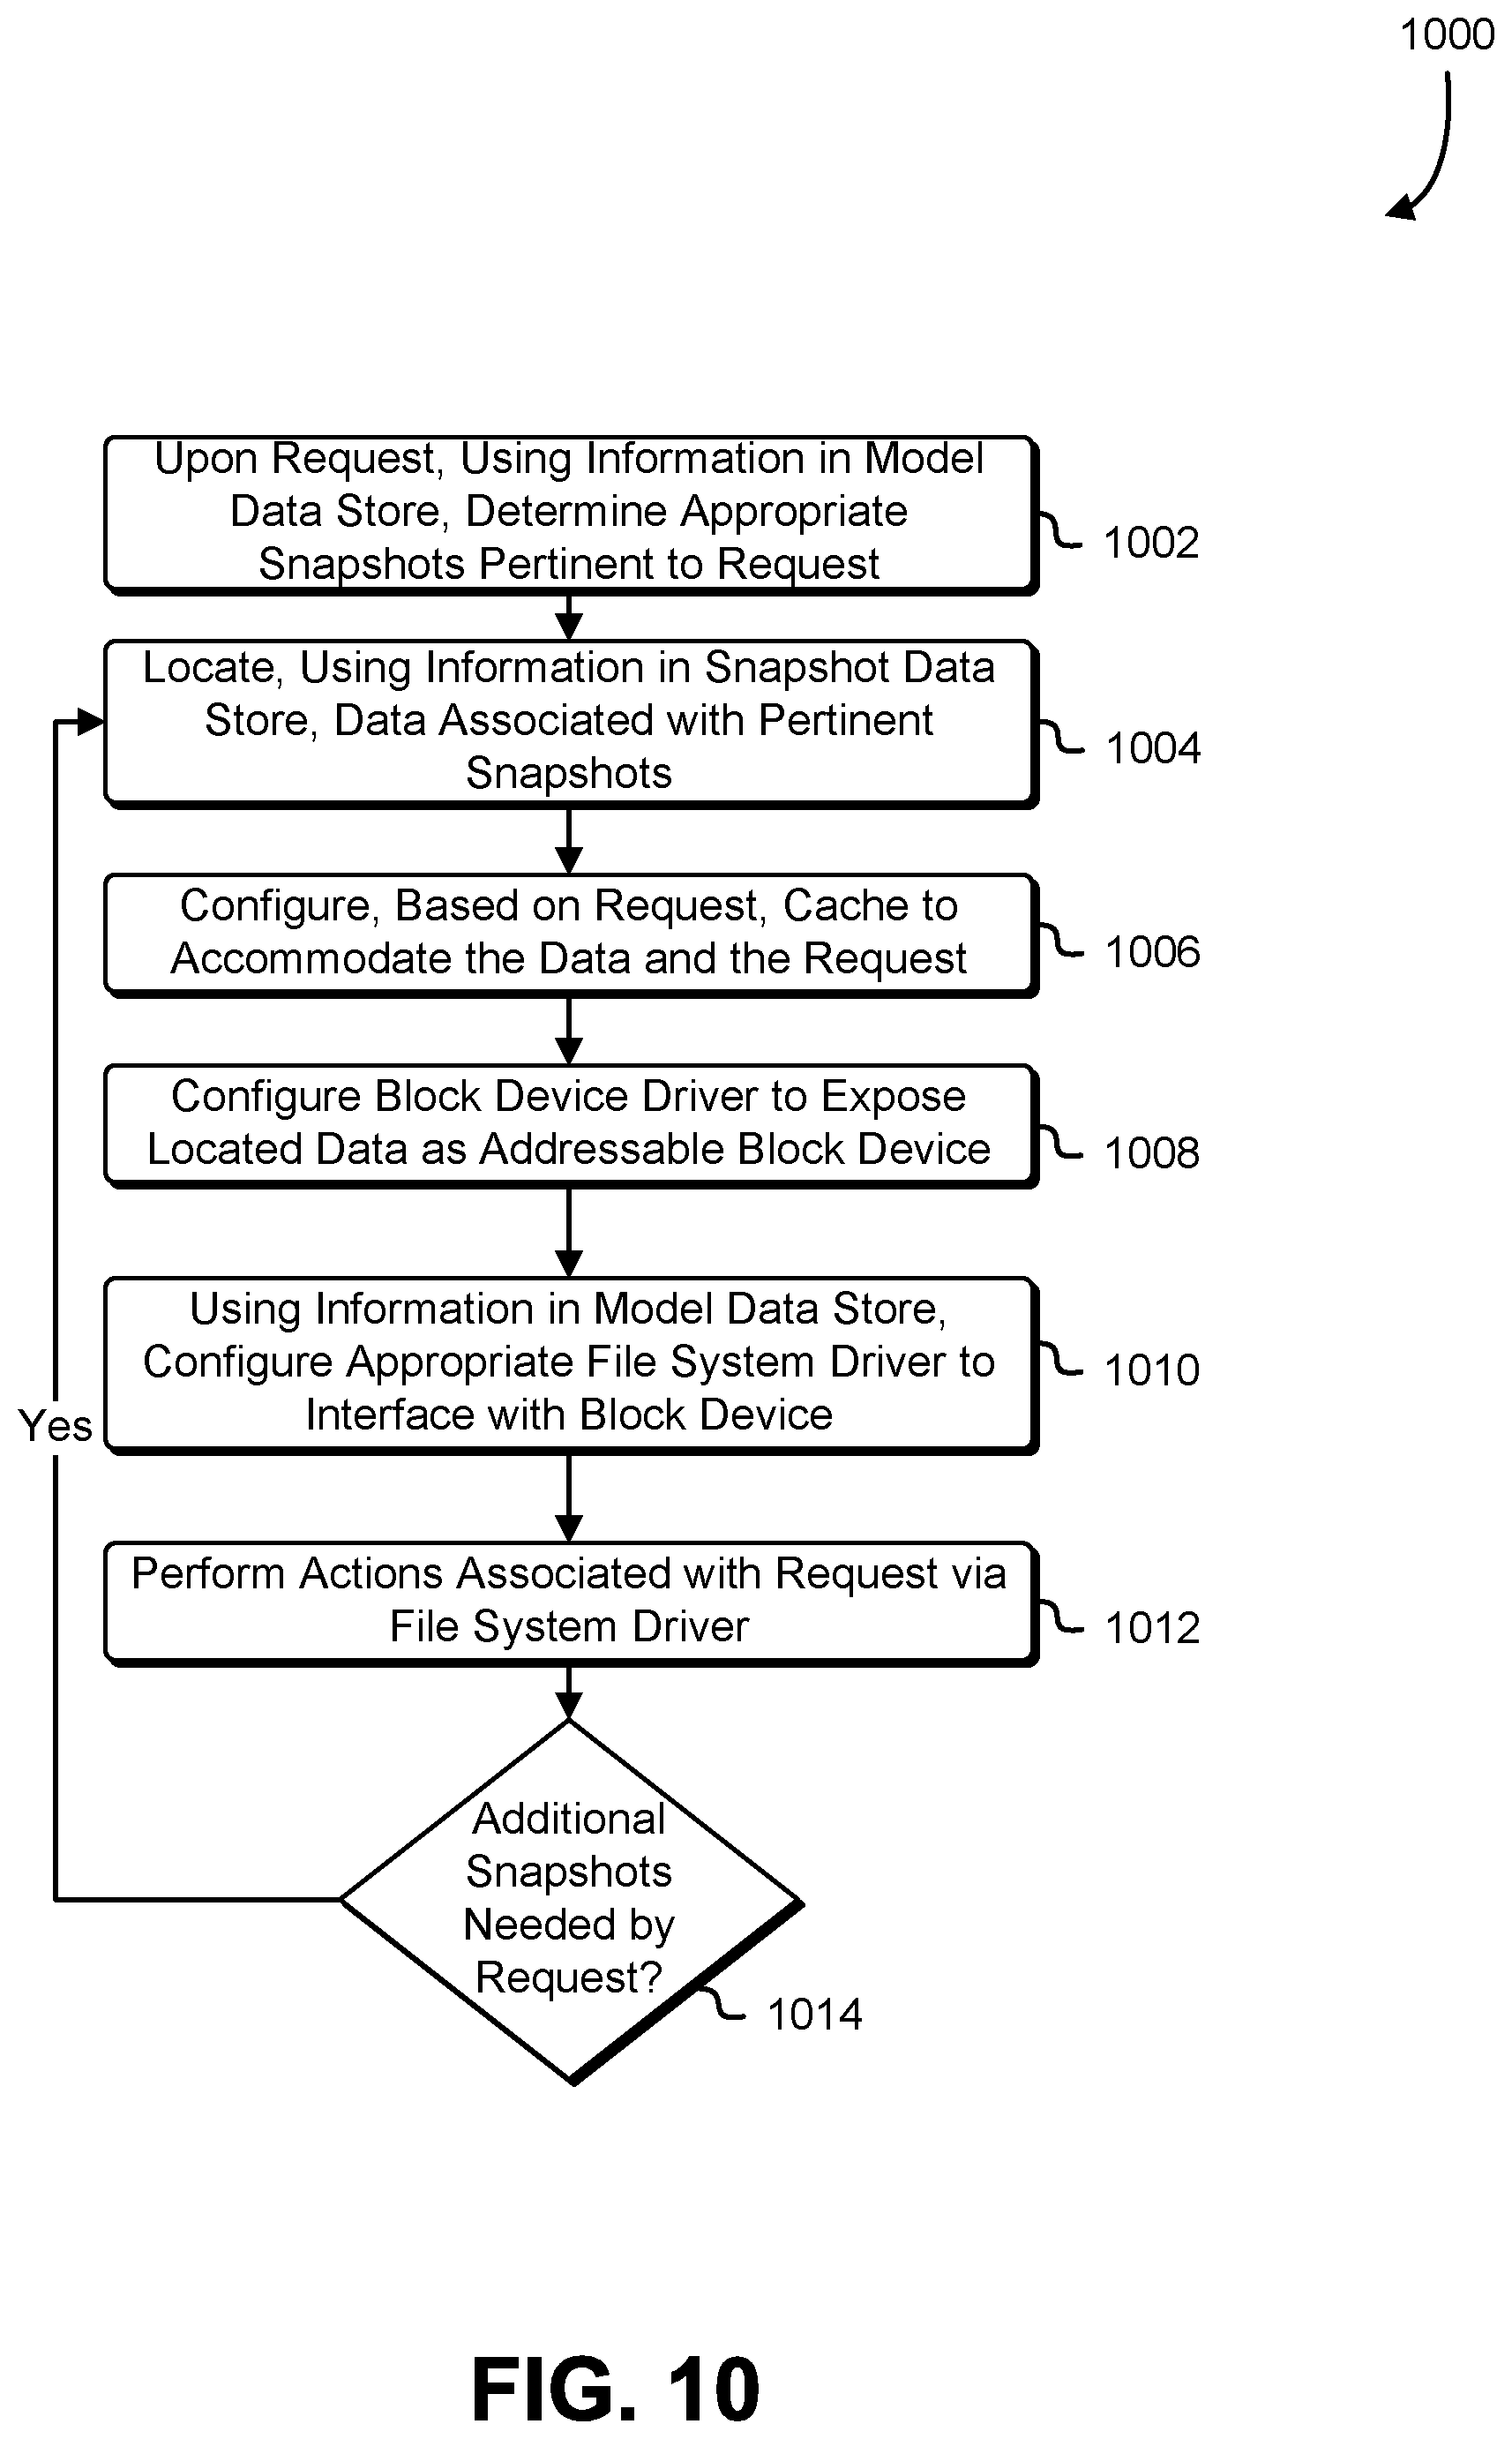 1000
Upon Request, Using Information in Model
Data Store, Determine Appropriate
Snapshots Pertinent to Request
1002
Locate, Using Information in Snapshot Data
Store, Data Associated with Pertinent
Snapshots
1004
Configure, Based on Request, Cache to
Accommodate the Data and the Request
1006
Configure Block Device Driver to Expose
Located Data as Addressable Block Device
1008
Using Information in Model Data Store,
Configure Appropriate File System Driver to
Interface with Block Device
1010
Yes
Perform Actions Associated with Request via
File System Driver
1012
Additional
Snapshots
Needed by
Request?
1014
FIG. 10